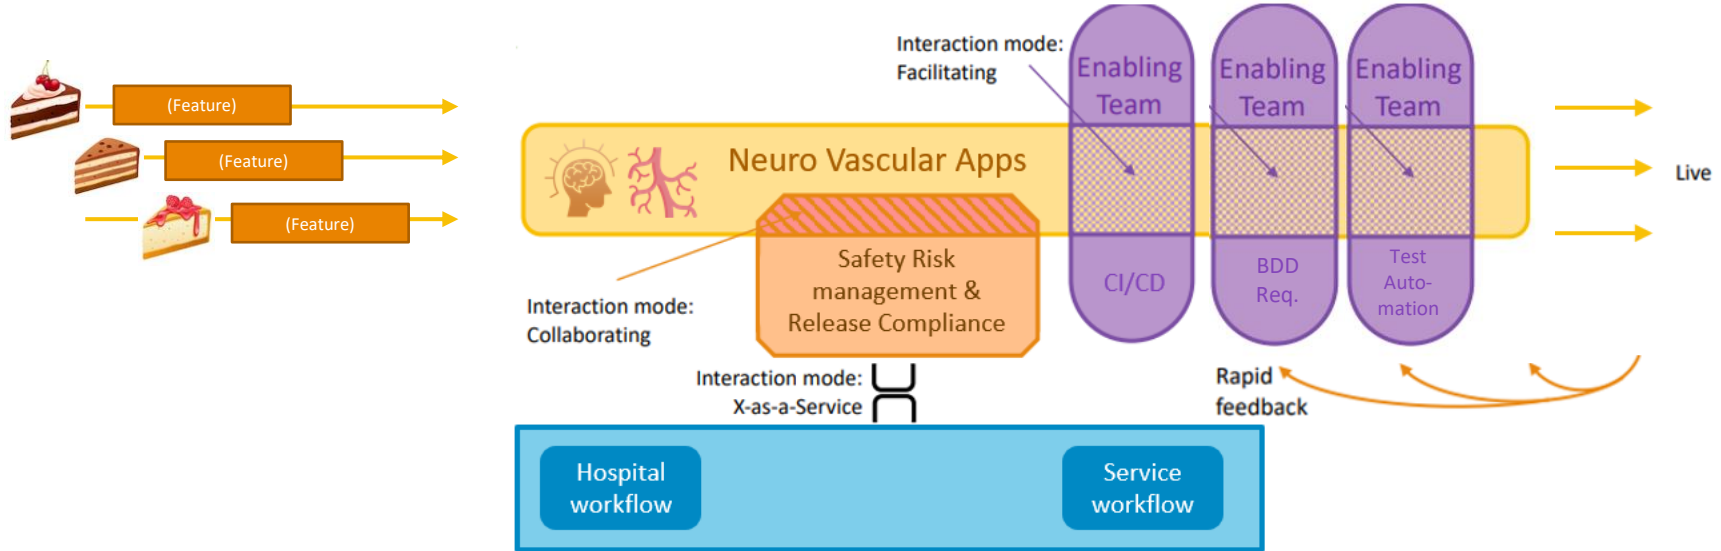 (Feature)
(Feature)
(Feature)
Interaction mode:
Facilitating
Enabling
Team
Enabling
Team
Enabling
Team
Neuro Vascular Apps
Live
Safety Risk
management &
Release Compliance
CI/CD
BDD
Req.
Test
Auto-
mation
Interaction mode:
Collaborating
Interaction mode:
X-as-a-Service
Rapid
feedback
Hospital
workflow
Service
workflow